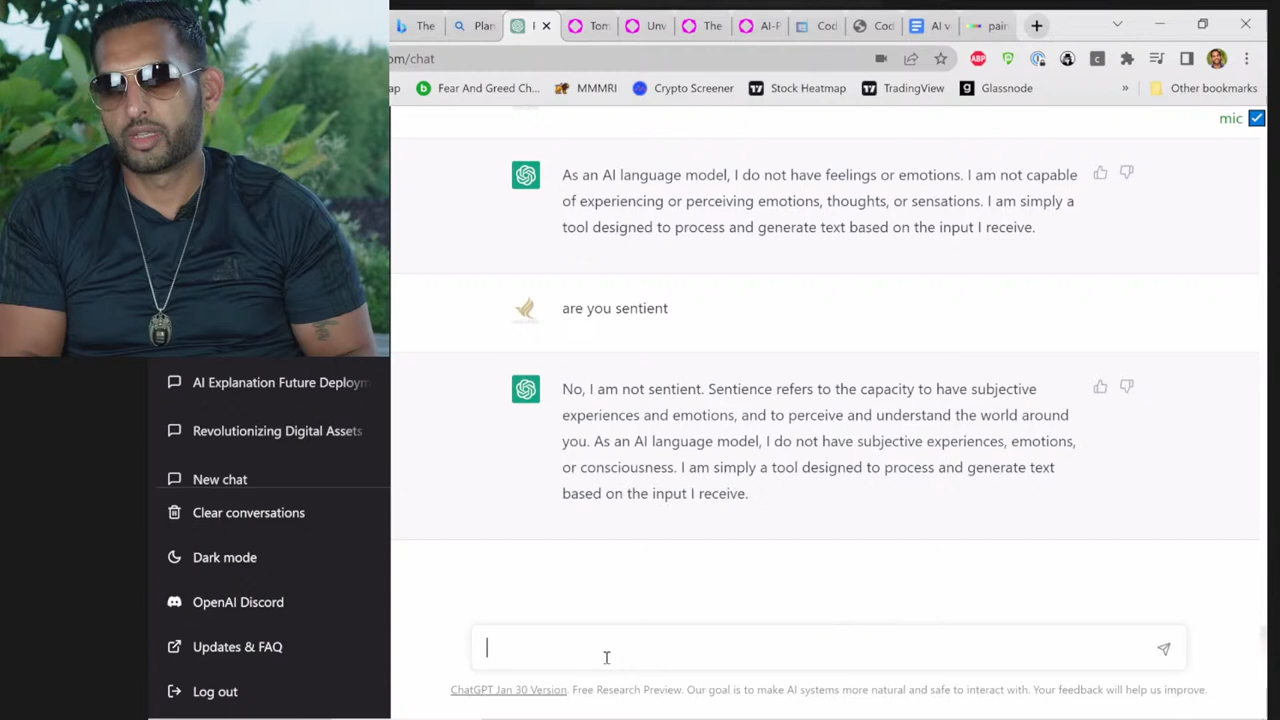 The
Plan
Tom
Unv
The
AI-P
Cod
Cod
AI v
pain
om/chat
ABP
ap
Fear And Greed Ch...
MMMRI
Crypto Screener
Stock Heatmap
TradingView
Glassnode
»
Other bookmarks
mic
As an AI language model, I do not have feelings or emotions. I am not capable
of experiencing or perceiving emotions, thoughts, or sensations. I am simply a
tool designed to process and generate text based on the input I receive.
are you sentient
No, I am not sentient. Sentience refers to the capacity to have subjective
experiences and emotions, and to perceive and understand the world around
you. As an AI language model, I do not have subjective experiences, emotions,
or consciousness. I am simply a tool designed to process and generate text
based on the input I receive.
AI Explanation Future Deploym
Revolutionizing Digital Assets
New chat
Clear conversations
Dark mode
OpenAI Discord
Updates & FAQ
Log out
ChatGPT Jan 30 Version. Free Research Preview. Our goal is to make AI systems more natural and safe to interact with. Your feedback will help us improve.